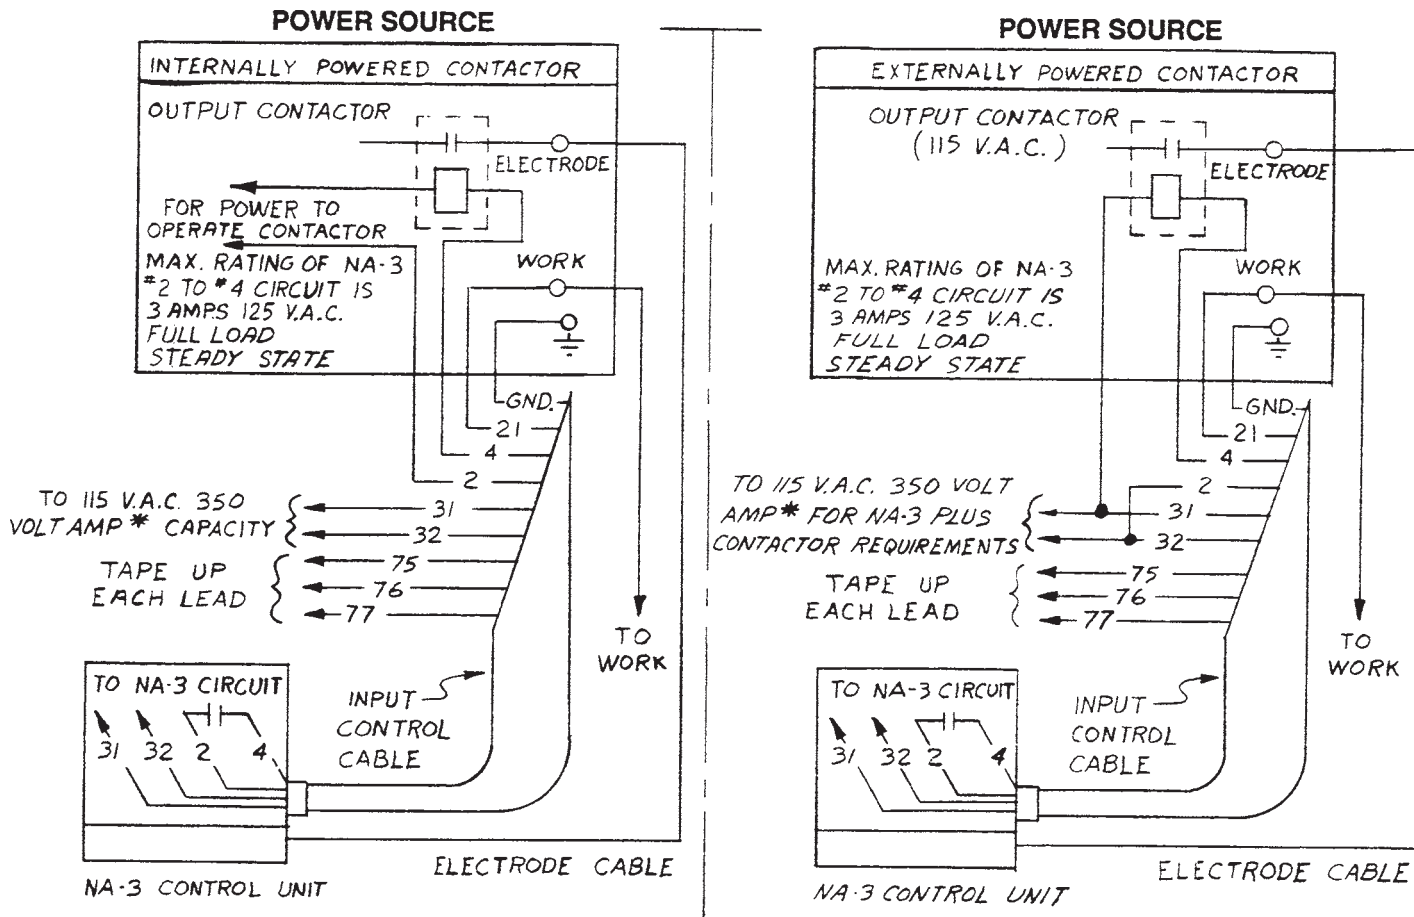 POWER SOURCE
INTERNALLY POWERED CONTACTOR
OUTPUT CONTACTOR
ELECTRODE
FOR POWER TO
OPERATE CONTACTOR
MAX. RATING OF NA-3
#2 TO #4 CIRCUIT IS
3 AMPS 125 V.A.C.
FULL LOAD
STEADY STATE
WORK
GND.
21
4
2
31
32
75
76
77
TO 115 V.A.C. 350
VOLT AMP * CAPACITY
TAPE UP
EACH LEAD
TO
WORK
TO NA-3 CIRCUIT
31 32 2 4
INPUT
CONTROL
CABLE
ELECTRODE CABLE
NA-3 CONTROL UNIT
POWER SOURCE
EXTERNALLY POWERED CONTACTOR
OUTPUT CONTACTOR
(115 V.A.C.)
ELECTRODE
MAX. RATING OF NA-3
#2 TO #4 CIRCUIT IS
3 AMPS 125 V.A.C.
FULL LOAD
STEADY STATE
WORK
GND.
21
4
2
31
32
75
76
77
TO 115 V.A.C. 350 VOLT
AMP * FOR NA-3 PLUS
CONTACTOR REQUIREMENTS
TAPE UP
EACH LEAD
TO
WORK
TO NA-3 CIRCUIT
31 32 2 4
INPUT
CONTROL
CABLE
ELECTRODE CABLE
NA-3 CONTROL UNIT